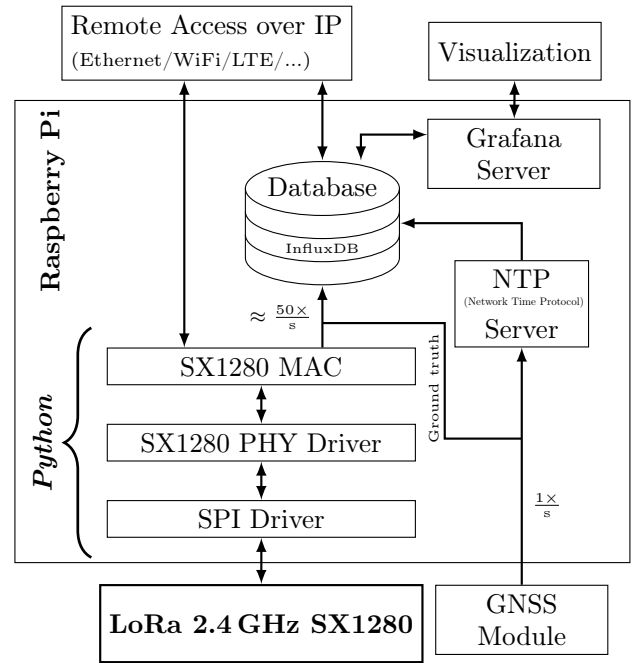 Remote Access over IP
(Ethernet/WiFi/LTE/...)
Visualization
Raspberry Pi
Grafana
Server
Database
InfluxDB
NTP
(Network Time Protocol)
Server
≈ 50×/s
SX1280 MAC
Ground truth
Python
SX1280 PHY Driver
SPI Driver
1×/s
LoRa 2.4 GHz SX1280
GNSS
Module